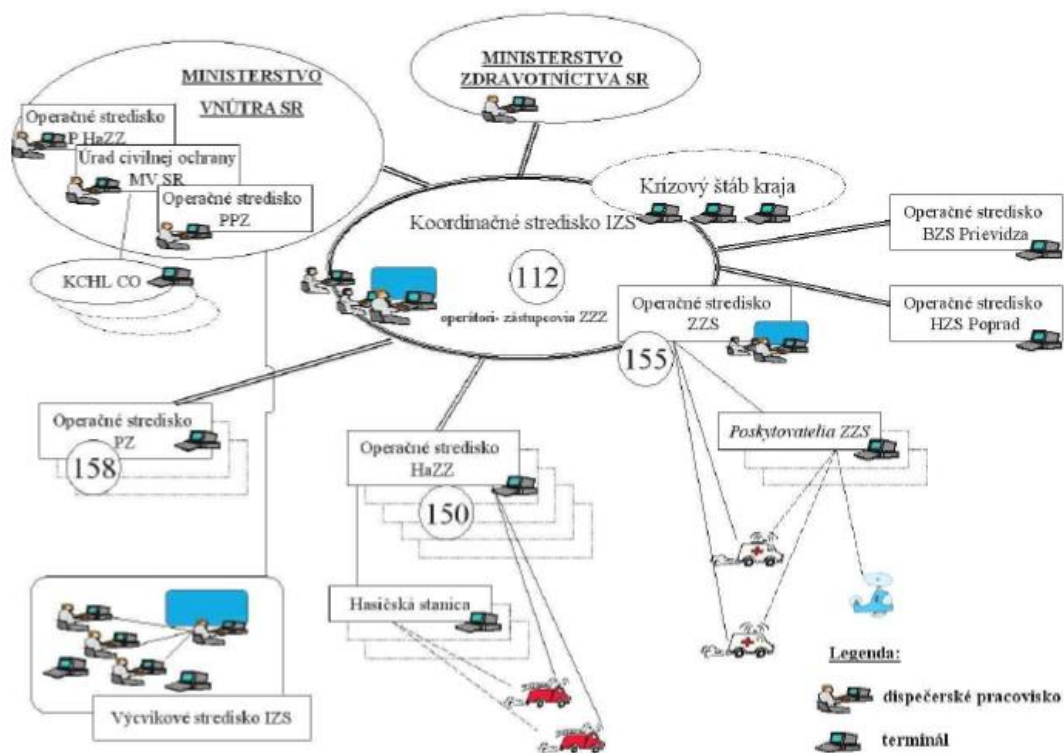 MINISTERSTVO
VNÚTRA SR
Operačné stredisko
P HaZZ
Úrad civilnej ochrany
MV SR
Operačné stredisko
PPZ
KCHL CO
MINISTERSTVO
ZDRAVOTNÍCTVA SR
Krízový štáb kraja
Koordinačné stredisko IZS
112
operátori- zástupcovia ZZZ
Operačné stredisko
ZZS
155
Operačné stredisko
BZS Prievidza
Operačné stredisko
HZS Poprad
Operačné stredisko
PZ
158
Operačné stredisko
HaZZ
150
Poskytovatelia ZZS
Hasičská stanica
Výcvikové stredisko IZS
Legenda:
dispečerské pracovisko
terminál